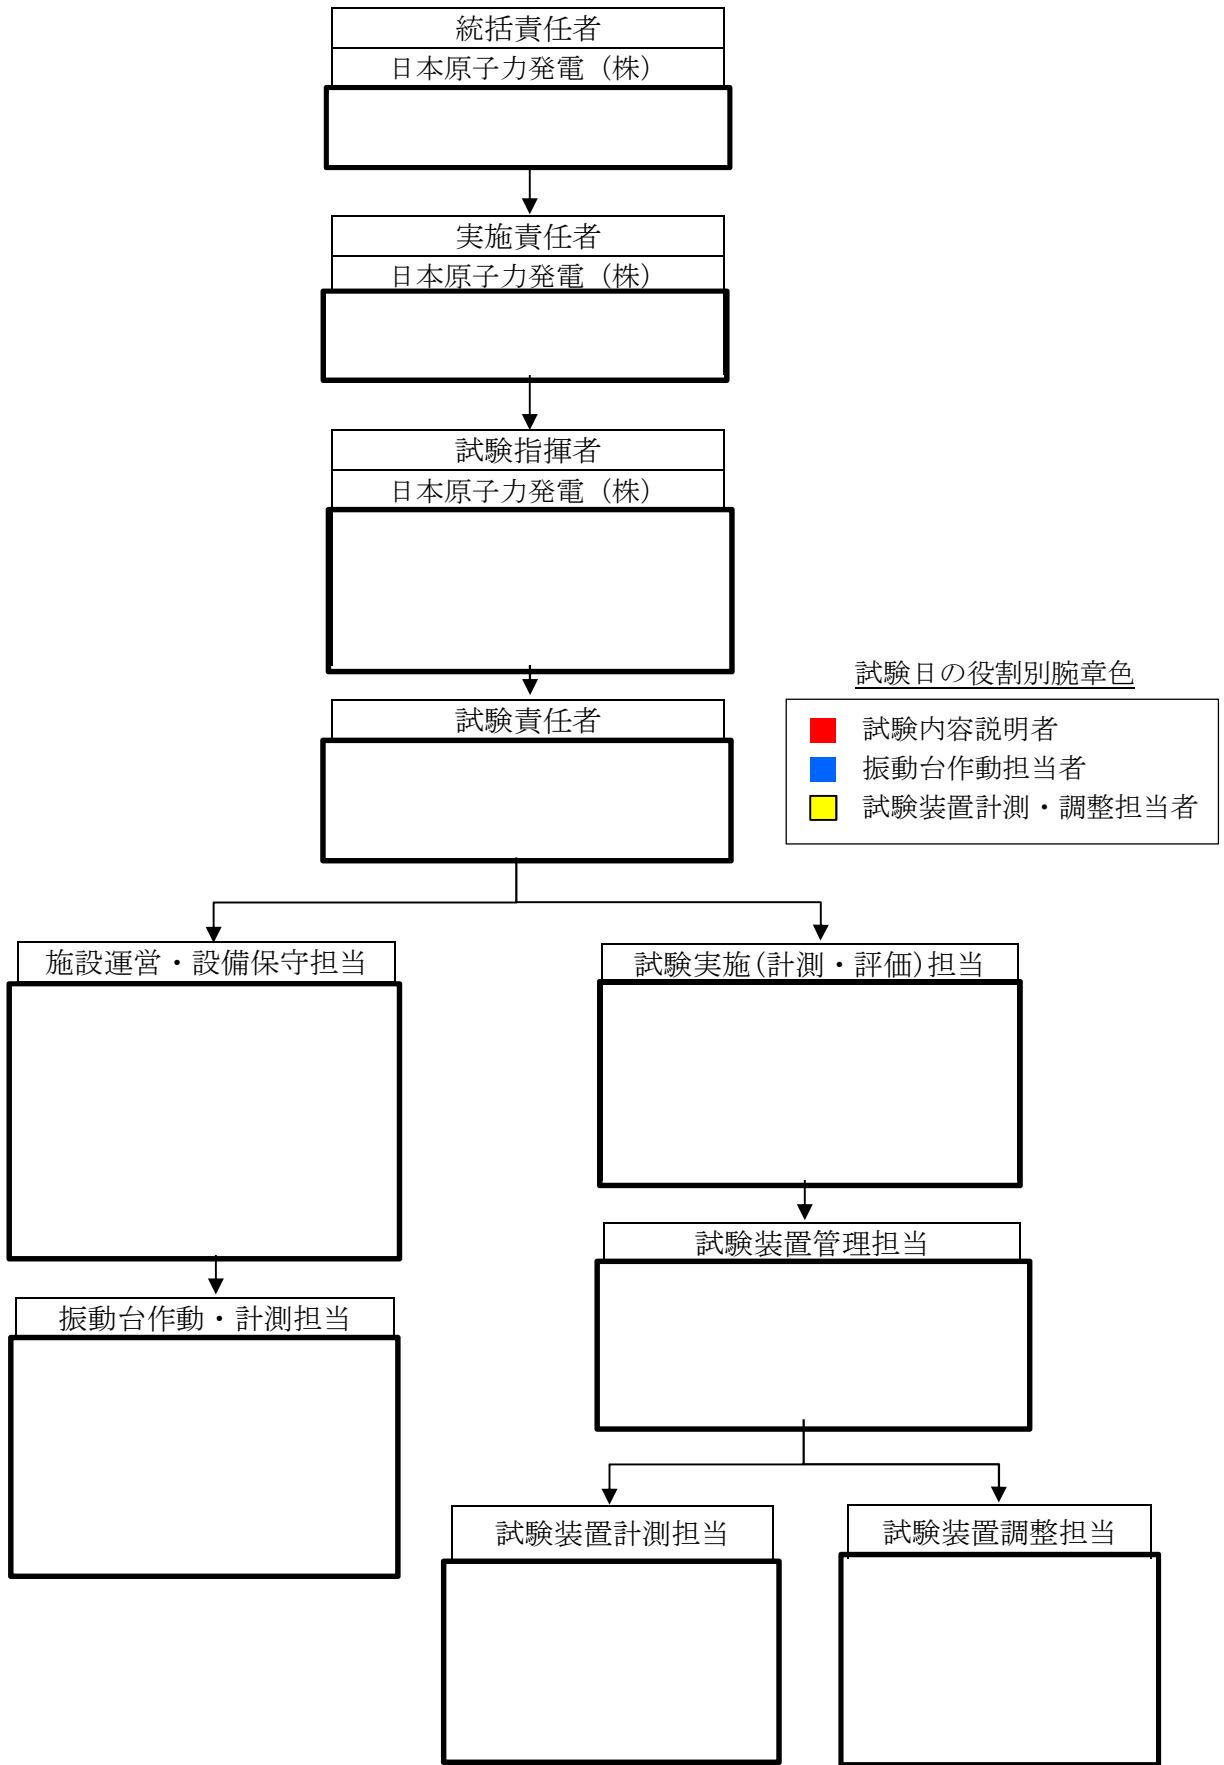 統括責任者
日本原子力発電（株）
実施責任者
日本原子力発電（株）
試験指揮者
日本原子力発電（株）
試験責任者
試験日の役割別腕章色
試験内容説明者
振動台作動担当者
試験装置計測・調整担当者
施設運営・設備保守担当
試験実施(計測・評価)担当
試験装置管理担当
振動台作動・計測担当
試験装置計測担当
試験装置調整担当